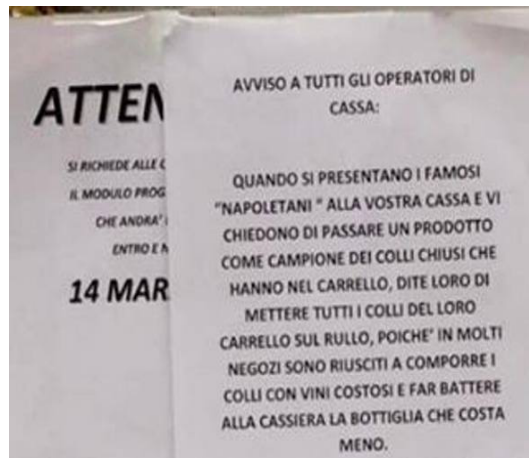 ATTEN
SI RICHIEDE ALLE
IL MODULO PROG
CHE ANDRA'
ENTRO E
14 MAR
AVVISO A TUTTI GLI OPERATORI DI
CASSA:
QUANDO SI PRESENTANO I FAMOSI
"NAPOLETANI " ALLA VOSTRA CASSA E VI
CHIEDONO DI PASSARE UN PRODOTTO
COME CAMPIONE DEI COLLI CHIUSI CHE
HANNO NEL CARRELLO, DITE LORO DI
METTERE TUTTI I COLLI DEL LORO
CARRELLO SUL RULLO, POICHE' IN MOLTI
NEGOZI SONO RIUSCITI A COMPORRE I
COLLI CON VINI COSTOSI E FAR BATTERE
ALLA CASSIERA LA BOTTIGLIA CHE COSTA
MENO.